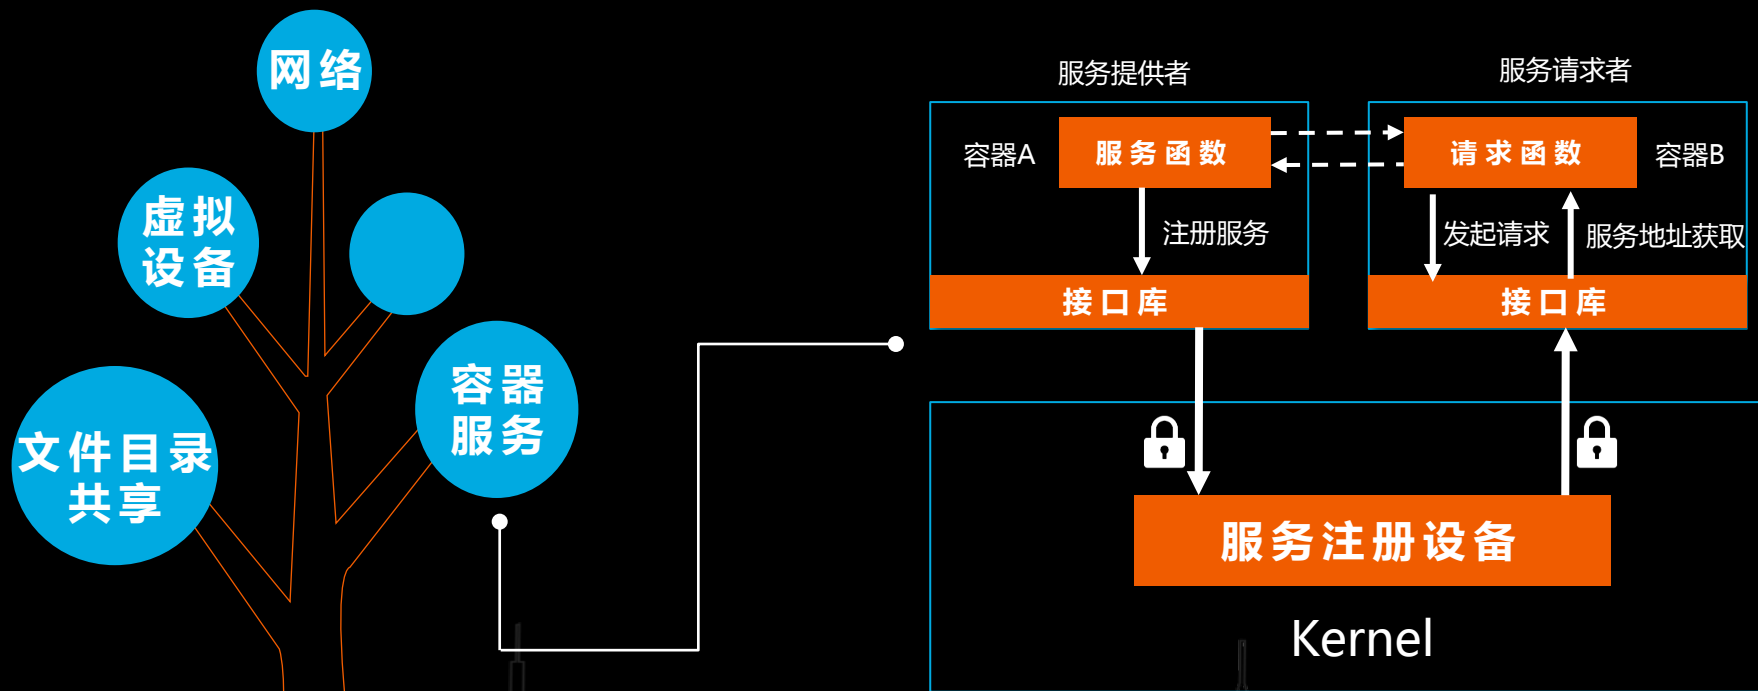 网络
虚拟
设备
容器
服务
文件目录
共享
服务提供者
服务请求者
容器A
服务函数
请求函数
容器B
注册服务
发起请求
服务地址获取
接口库
接口库
服务注册设备
Kernel